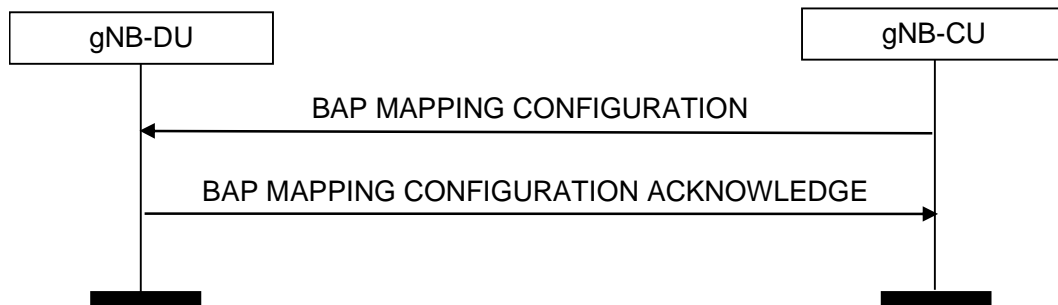 gNB-DU
gNB-CU
BAP MAPPING CONFIGURATION
BAP MAPPING CONFIGURATION ACKNOWLEDGE